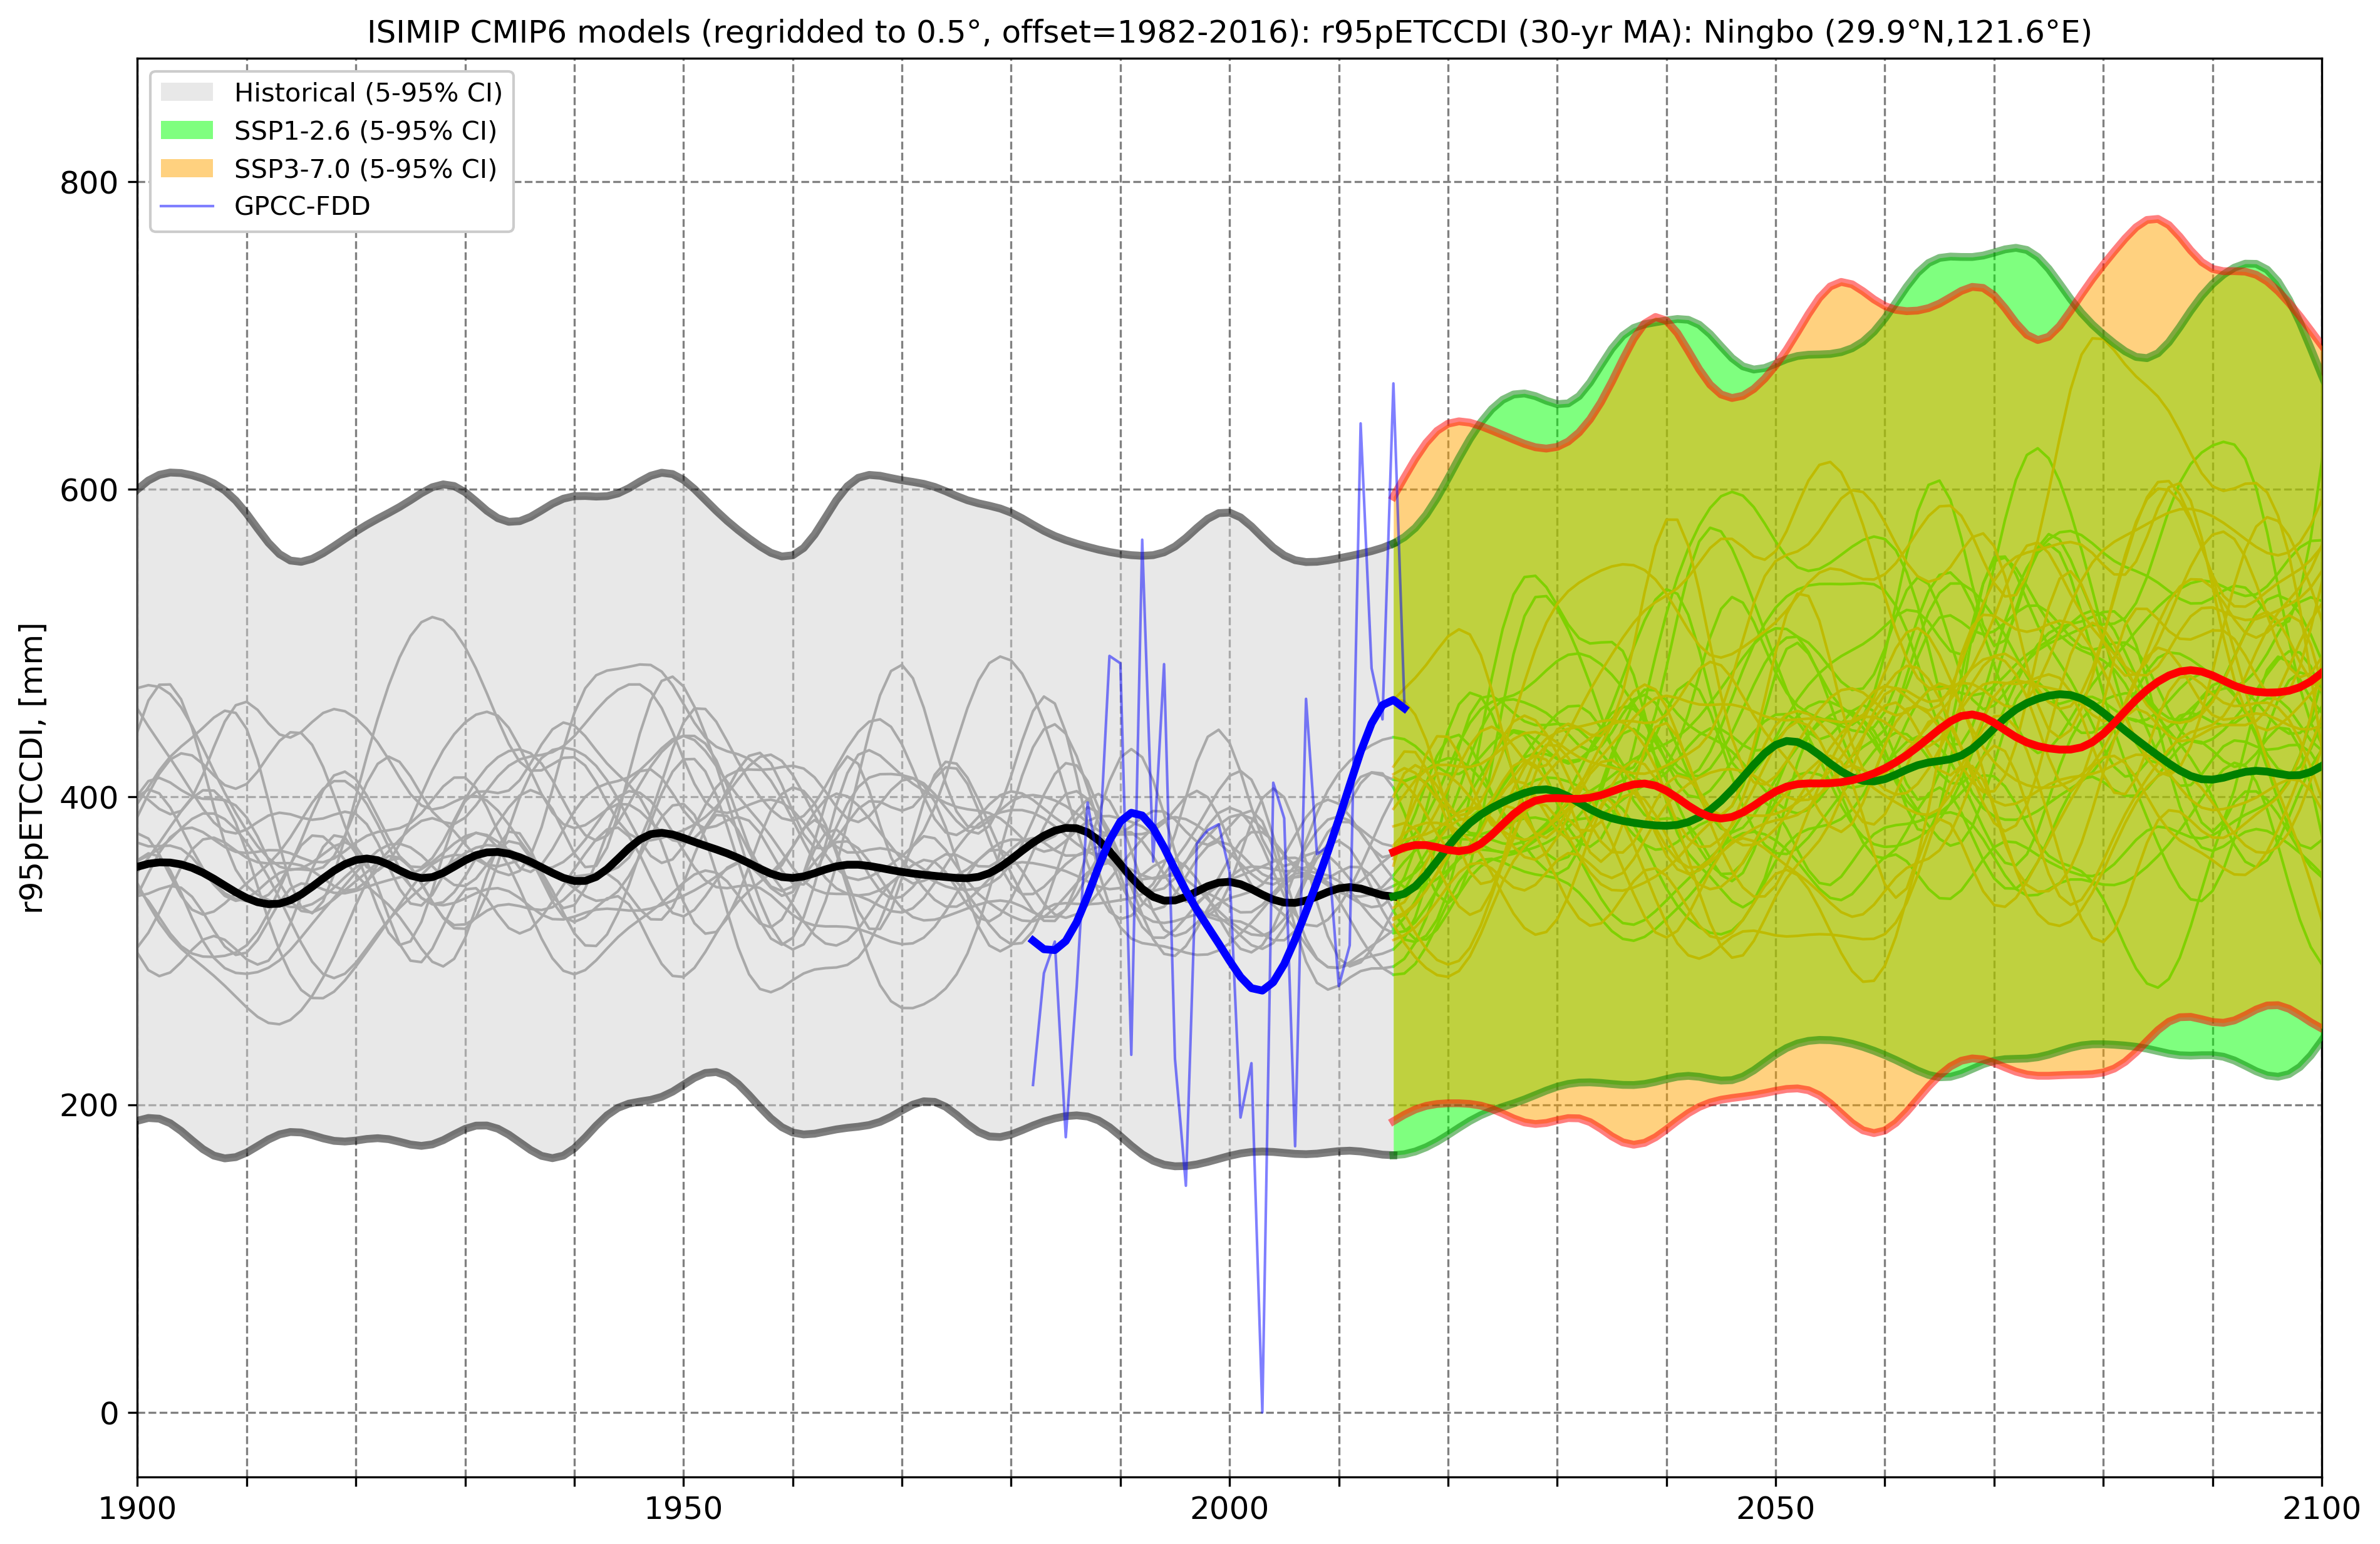 ISIMIP CMIP6 models (regridded to 0.5°, offset=1982-2016): r95pETCCDI (30-yr MA): Ningbo (29.9°N,121.6°E)
Historical (5-95% CI)
SSP1-2.6 (5-95% CI)
SSP3-7.0 (5-95% CI)
GPCC-FDD
r95pETCCDI, [mm]
800
600
400
200
0
1900 1950 2000 2050 2100